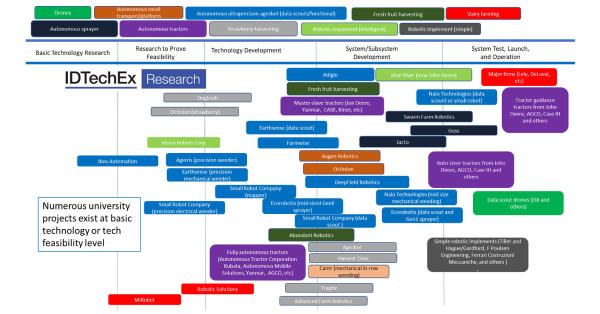 Drones
Autonomous small transport/platform
Autonomous ultraprecision agrobot (data scouts/functional)
Fresh fruit harvesting
Dairy farming
Autonomous sprayer
Autonomous tractors
Strawberry harvesting
Robotic implement (intelligent)
Robotic implement (simple)
Basic Technology Research
Research to Prove
Feasibility
Technology Development
System/Subsystem
Development
System Test, Launch,
and Operation
IDTechEx Research
Adigio
Blue River (now John Deere)
Major firms (Lely, DeLaval,
etc)
Fresh fruit harvesting
Dogtooth
Master-slave tractors (Jon Deere,
Yanmar, CASE, Kinze, etc)
Naio Technologies (data
scount or small robot)
Tractor guidance
tractors from John
Deere, AGCO, Case IH
and others
Octinion (strawberry)
Swarm Farm Robotics
Earthsense (data scout)
Guss
Vision Robots Corp
Farmwise
Jacto
Ibex Automation
Agerris (precision weeder)
Augen Robotics
Auto steer tractors from John
Deere, AGCO, Case IH and
others
Earthsense (precision
mechanical weeder)
Octinion
DeepField Robotics
Small Robot Company
(mapper)
Naio Technologies (mid size
mechanical weeding)
Data scout drones (DJI and
others)
Numerous university
projects exist at basic
technology or tech
feasibility level
Small Robot Company
(precision electrical weeder)
Ecorobotix (mid-sized GenII
sprayer)
Ecorobotix (data scout and
GenII sprayer)
Small Robot Company (data
scout )
Abundant Robotics
Fully autonomous tractors
(Autonomous Tractor Corporation
Kubata, Autonomous Mobile
Solutions, Yanmar, AGCO, etc)
Agrobot
Simple robotic implements (Tillet and
Hague/Gardford, F Poulsen
Engineering, Ferrari Costruzioni
Meccaniche, and others )
Harvest Croo
Carre (mechanical in-row
weeding)
Robotic Solutions
Traptic
MiRobot
Advanced Farm Robotics